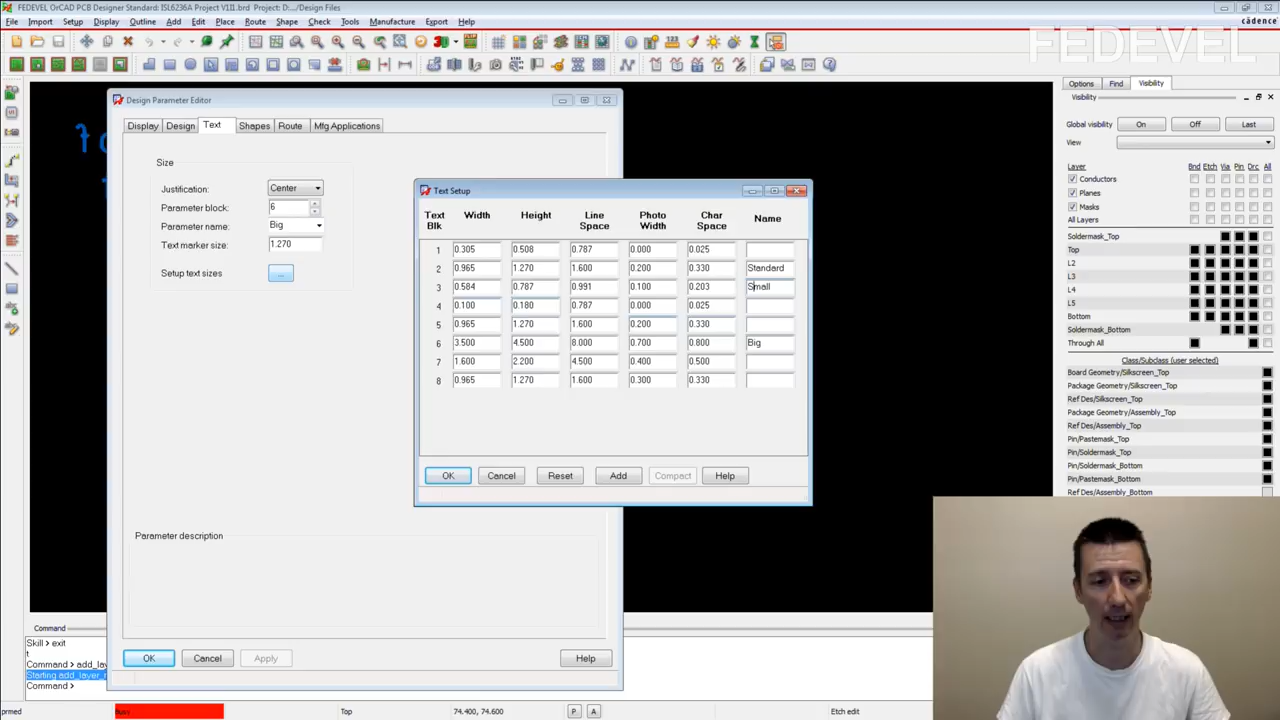 FEDEVEL OrCAD PCB Designer Standard: ISL6236A Project VIII.brd Project: D:.../Design Files
File Import Setup Display Outline Edit Add Place Route Shape Check Tools Manufacture Export Help
cādence
FEDEVEL
Design Parameter Editor
Display Design Text Shapes Route Mfg Applications
Size
Justification: Center
Parameter block: 6
Parameter name: Big
Text marker size: 1.270
Setup text sizes ...
Parameter description
OK Cancel Apply Help
Text Setup
Text Blk Width Height Line Space Photo Width Char Space Name
1 0.305 0.508 0.787 0.000 0.025
2 0.965 1.270 1.600 0.200 0.330 Standard
3 0.584 0.787 0.991 0.100 0.203 Small
4 0.100 0.180 0.787 0.000 0.025
5 0.965 1.270 1.600 0.200 0.330
6 3.500 4.500 8.000 0.700 0.800 Big
7 1.600 2.200 4.500 0.400 0.500
8 0.965 1.270 1.600 0.300 0.330
OK Cancel Reset Add Compact Help
Options Find Visibility
Visibility
Global visibility On Off Last
View
Layer Bnd Etch Via Pin Drc All
Conductors
Planes
Masks
All Layers
Soldermask_Top
Top
L2
L3
L4
L5
Bottom
Soldermask_Bottom
Through All
Class/Subclass (user selected)
Board Geometry/Silkscreen_Top
Package Geometry/Silkscreen_Top
Ref Des/Silkscreen_Top
Package Geometry/Assembly_Top
Ref Des/Assembly_Top
Pin/Pastemask_Top
Pin/Soldermask_Top
Pin/Soldermask_Bottom
Pin/Pastemask_Bottom
Ref Des/Assembly_Bottom
Command
Skill > exit
t
Command > add_lay
Starting add_layer_
Command >
prmed Busy Top 74.400, 74.600 P A Etch edit